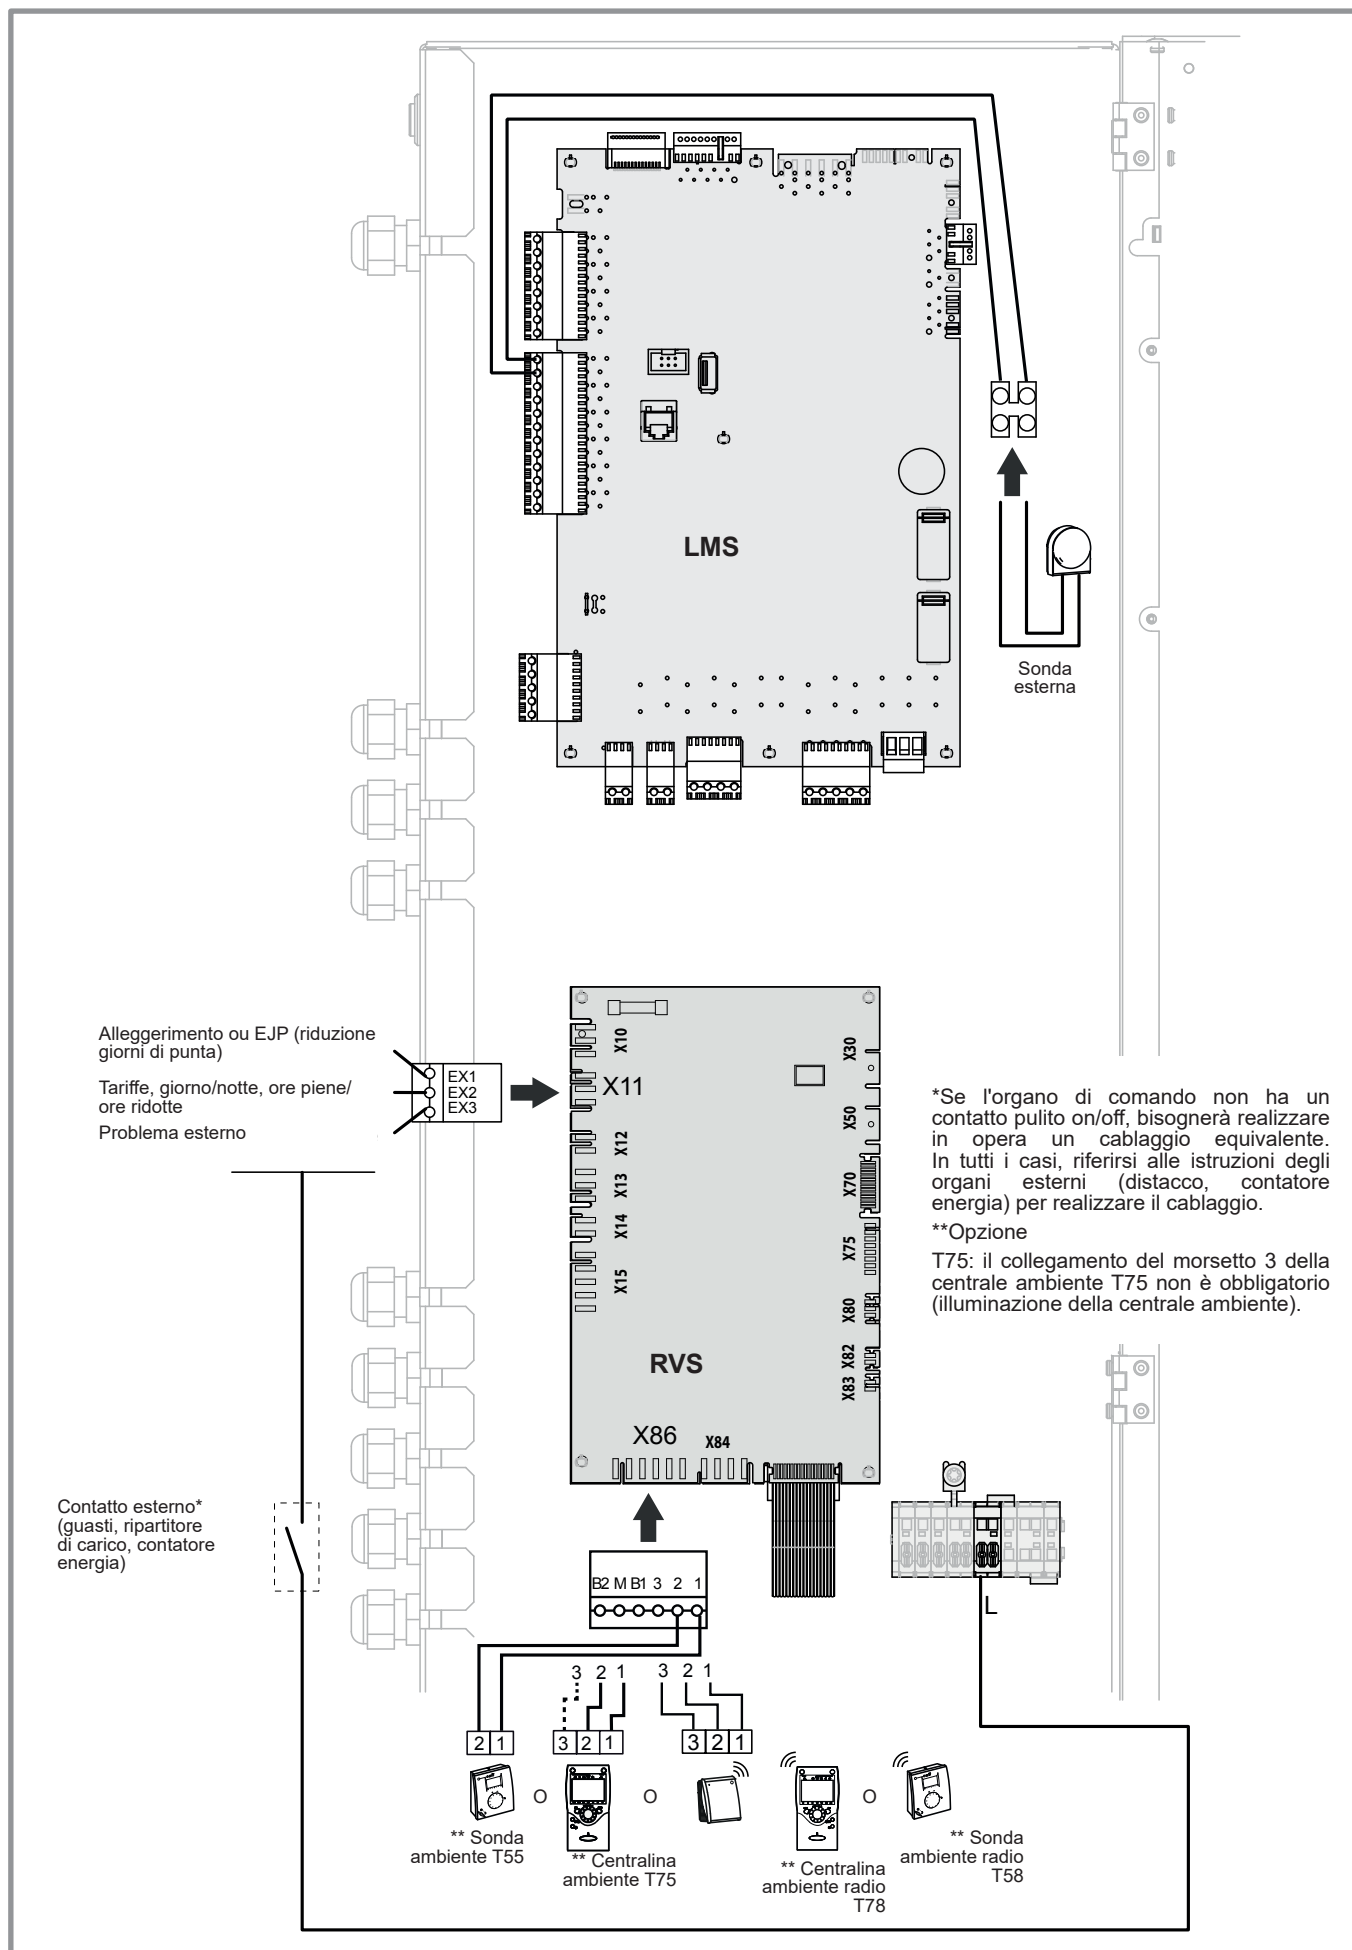 LMS
Sonda
esterna
Alleggerimento ou EJP (riduzione
giorni di punta)
Tariffe, giorno/notte, ore piene/
ore ridotte
Problema esterno
EX1
EX2
EX3
X10
X11
X12
X13
X14
X15
X30
X50
X70
X75
X80
X82
X83
RVS
X86
X84
*Se l'organo di comando non ha un
contatto pulito on/off, bisognerà realizzare
in opera un cablaggio equivalente.
In tutti i casi, riferirsi alle istruzioni degli
organi esterni (distacco, contatore
energia) per realizzare il cablaggio.
**Opzione
T75: il collegamento del morsetto 3 della
centrale ambiente T75 non è obbligatorio
(illuminazione della centrale ambiente).
Contatto esterno*
(guasti, ripartitore
di carico, contatore
energia)
B2 M B1 3 2 1
L
3 2 1
3 2 1
2 1
3 2 1
3 2 1
O
O
O
** Sonda
ambiente T55
** Centralina
ambiente T75
** Centralina
ambiente radio
T78
** Sonda
ambiente radio
T58